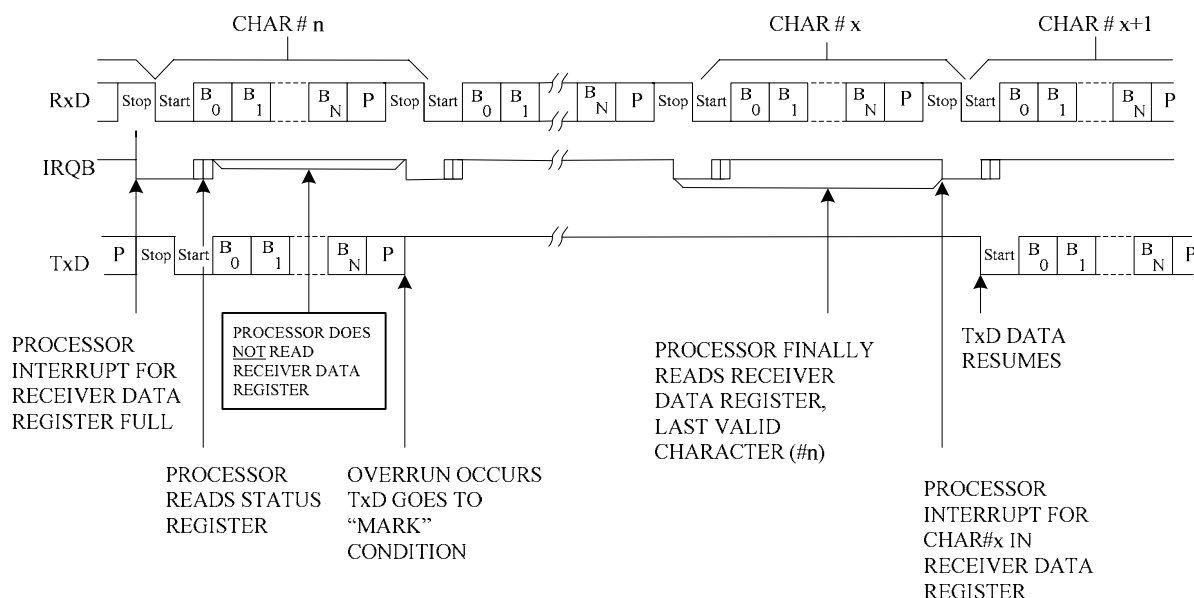 CHAR # n
CHAR # x
CHAR # x+1
RxD
Stop Start B0 B1 BN P Stop Start B0 B1 BN P Stop Start B0 B1 BN P Stop Start B0 B1 BN P
IRQB
TxD
P Stop Start B0 B1 BN P Start B0 B1 BN P
PROCESSOR
INTERRUPT FOR
RECEIVER DATA
REGISTER FULL
PROCESSOR
READS STATUS
REGISTER
PROCESSOR DOES
NOT READ
RECEIVER DATA
REGISTER
OVERRUN OCCURS
TxD GOES TO
“MARK”
CONDITION
PROCESSOR FINALLY
READS RECEIVER
DATA REGISTER,
LAST VALID
CHARACTER (#n)
PROCESSOR
INTERRUPT FOR
CHAR#x IN
RECEIVER DATA
REGISTER
TxD DATA
RESUMES